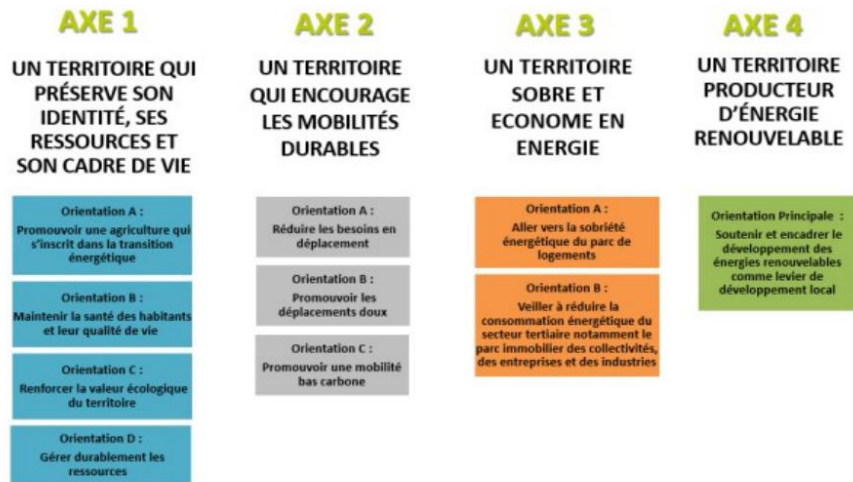 AXE 1
UN TERRITOIRE QUI
PRÉSERVE SON
IDENTITÉ, SES
RESSOURCES ET
SON CADRE DE VIE
Orientation A :
Promouvoir une agriculture qui
s'inscrit dans la transition
énergétique
Orientation B :
Maintenir la santé des habitants
et leur qualité de vie
Orientation C :
Renforcer la valeur écologique
du territoire
Orientation D :
Gérer durablement les
ressources
AXE 2
UN TERRITOIRE
QUI ENCOURAGE
LES MOBILITÉS
DURABLES
Orientation A :
Réduire les besoins en
déplacement
Orientation B :
Promouvoir les
déplacements doux
Orientation C :
Promouvoir une mobilité
bas carbone
AXE 3
UN TERRITOIRE
SOBRE ET
ECONOME EN
ENERGIE
Orientation A :
Aller vers la sobriété
énergétique du parc de
logements
Orientation B :
Veiller à réduire la
consommation énergétique du
secteur tertiaire notamment le
parc immobilier des collectivités,
des entreprises et des industries
AXE 4
UN TERRITOIRE
PRODUCTEUR
D'ÉNERGIE
RENOUVELABLE
Orientation Principale :
Soutenir et encadrer le
développement des
énergies renouvelables
comme levier de
développement local